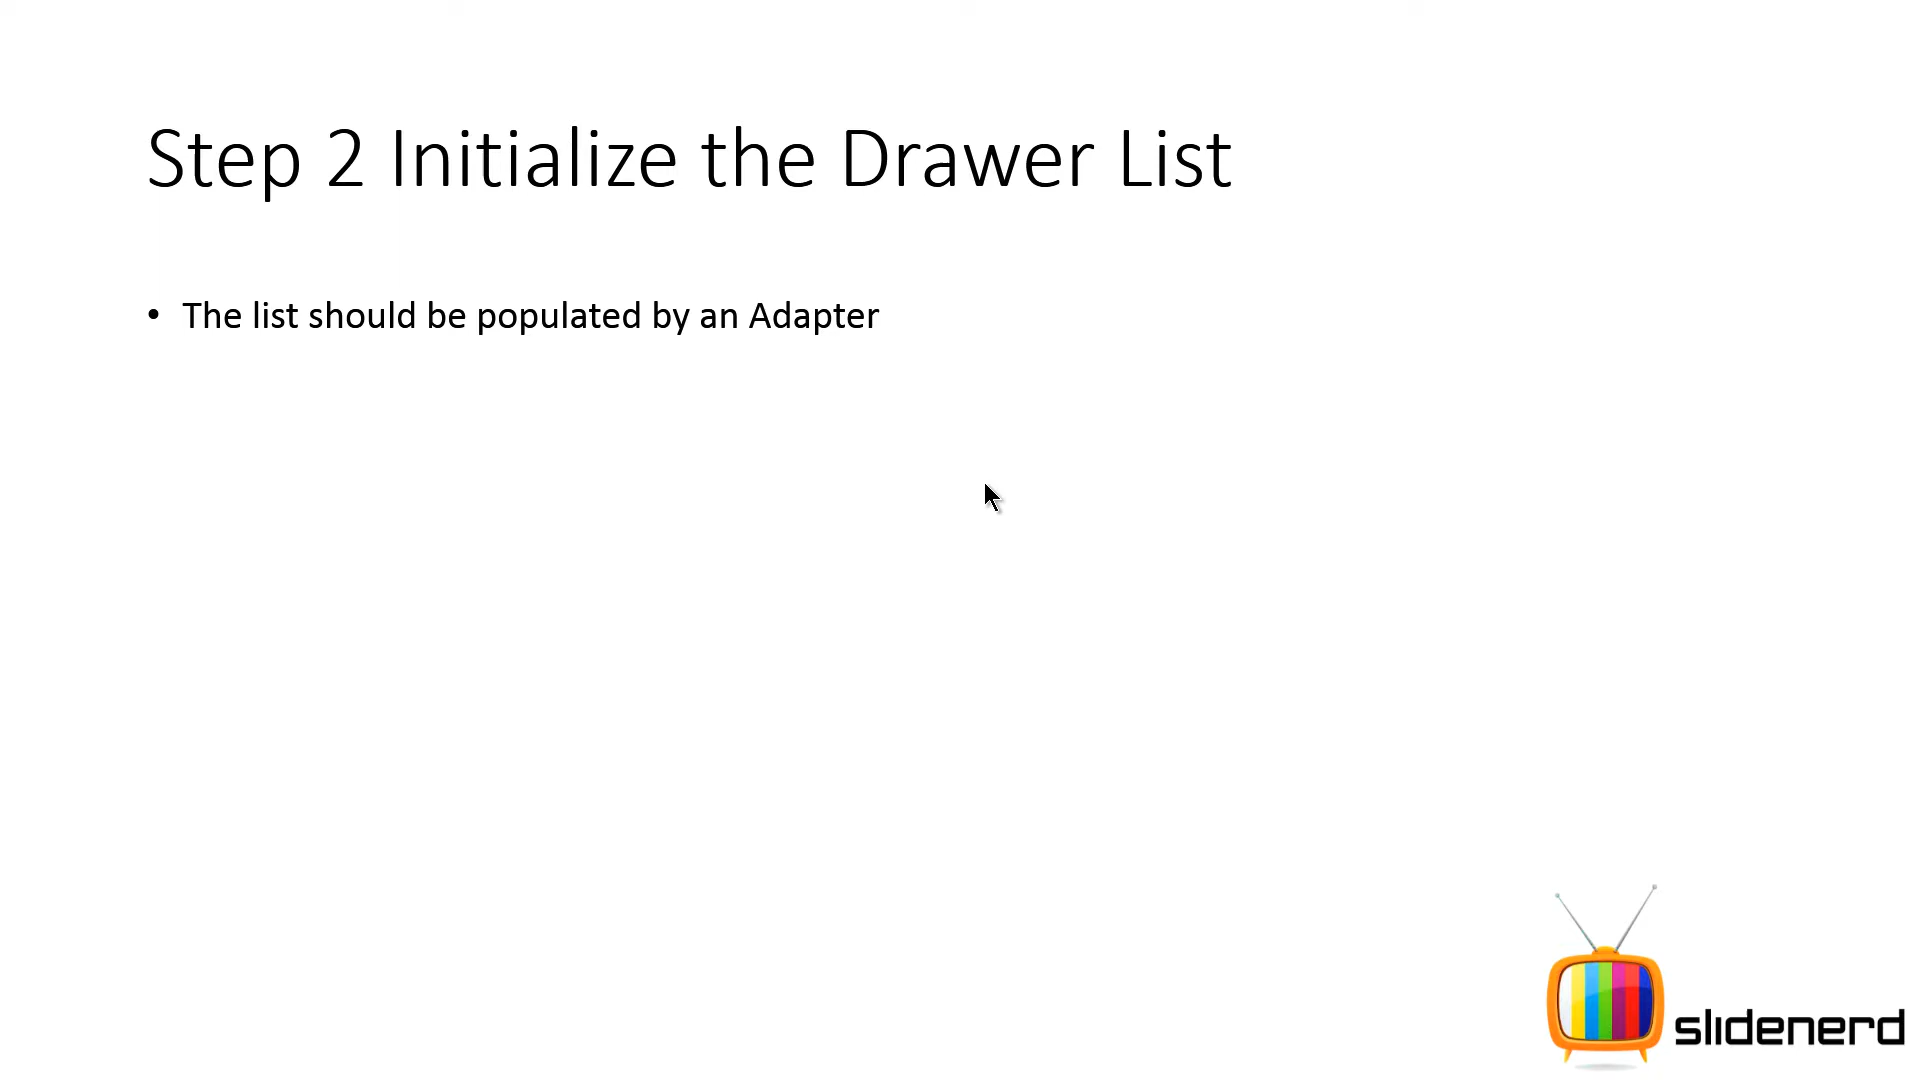 Step 2 Initialize the Drawer List
• The list should be populated by an Adapter
slidenerd